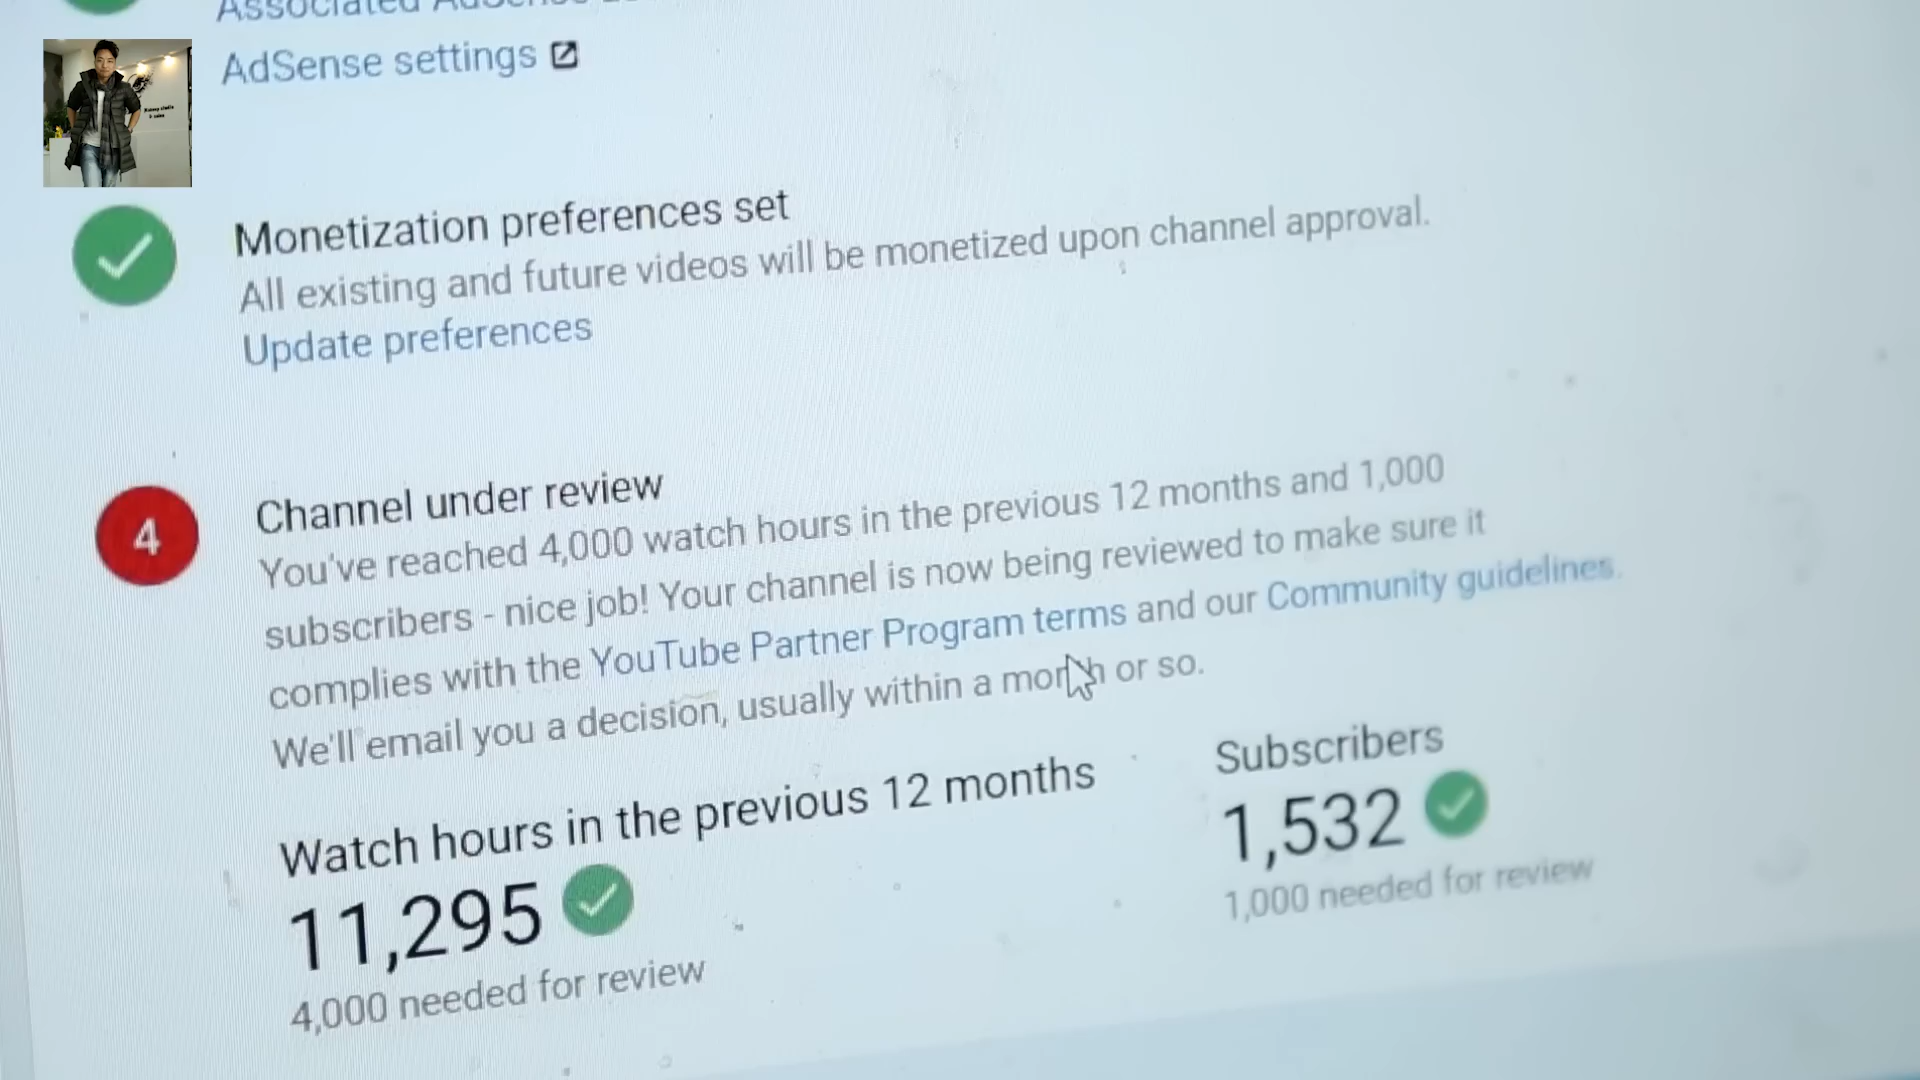 Associated AdSense
AdSense settings
Monetization preferences set
All existing and future videos will be monetized upon channel approval.
Update preferences
4
Channel under review
You've reached 4,000 watch hours in the previous 12 months and 1,000
subscribers - nice job! Your channel is now being reviewed to make sure it
complies with the YouTube Partner Program terms and our Community guidelines.
We'll email you a decision, usually within a month or so.
Watch hours in the previous 12 months
11,295
4,000 needed for review
Subscribers
1,532
1,000 needed for review